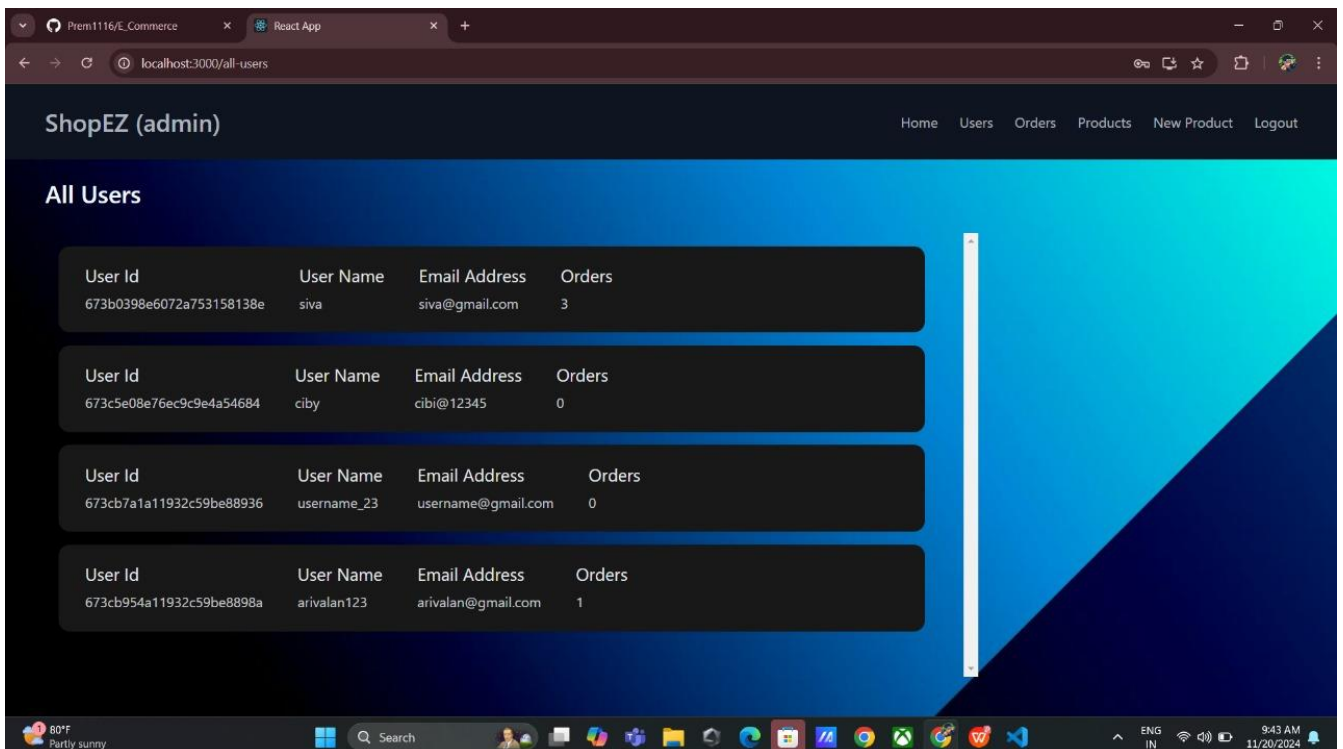 Prem1116/E_Commerce React App
localhost:3000/all-users
ShopEZ (admin) Home Users Orders Products New Product Logout
All Users
User Id User Name Email Address Orders
673b0398e6072a753158138e siva siva@gmail.com 3
User Id User Name Email Address Orders
673c5e08e76ec9c9e4a54684 ciby cibi@12345 0
User Id User Name Email Address Orders
673cb7a1a11932c59be88936 username_23 username@gmail.com 0
User Id User Name Email Address Orders
673cb954a11932c59be8898a arivalan123 arivalan@gmail.com 1
1 80°F Search ENG 9:43 AM
Partly sunny IN 11/20/2024